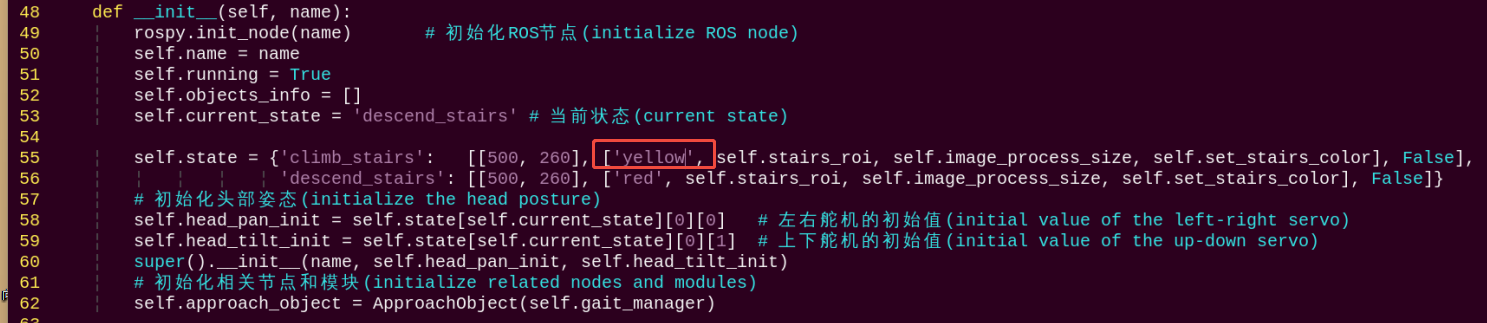 48 def __init__(self, name):
49 rospy.init_node(name) # 初始化ROS节点(initialize ROS node)
50 self.name = name
51 self.running = True
52 self.objects_info = []
53 self.current_state = 'descend_stairs' # 当前状态(current state)
54
55 self.state = {'climb_stairs': [[500, 260], ['yellow', self.stairs_roi, self.image_process_size, self.set_stairs_color], False],
56 'descend_stairs': [[500, 260], ['red', self.stairs_roi, self.image_process_size, self.set_stairs_color], False]}
57 # 初始化头部姿态(initialize the head posture)
58 self.head_pan_init = self.state[self.current_state][0][0] # 左右舵机的初始值(initial value of the left-right servo)
59 self.head_tilt_init = self.state[self.current_state][0][1] # 上下舵机的初始值(initial value of the up-down servo)
60 super().__init__(name, self.head_pan_init, self.head_tilt_init)
61 # 初始化相关节点和模块(initialize related nodes and modules)
62 self.approach_object = ApproachObject(self.gait_manager)